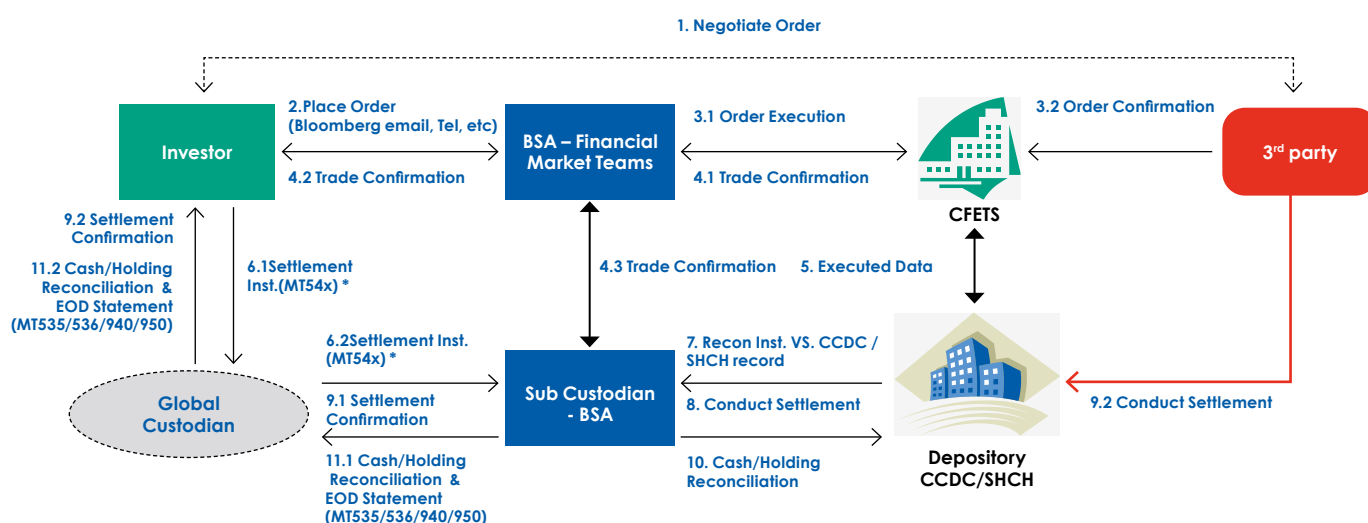 1. Negotiate Order
2.Place Order
(Bloomberg email, Tel, etc)
3.1 Order Execution
3.2 Order Confirmation
Investor
BSA – Financial
Market Teams
3rd party
4.2 Trade Confirmation
4.1 Trade Confirmation
CFETS
9.2 Settlement
Confirmation
11.2 Cash/Holding
Reconciliation &
EOD Statement
(MT535/536/940/950)
6.1Settlement
Inst.(MT54x) *
4.3 Trade Confirmation
5. Executed Data
6.2Settlement Inst.
(MT54x) *
7. Recon Inst. VS. CCDC /
SHCH record
Global
Custodian
9.1 Settlement
Confirmation
Sub Custodian
- BSA
8. Conduct Settlement
9.2 Conduct Settlement
11.1 Cash/Holding
Reconciliation &
EOD Statement
(MT535/536/940/950)
10. Cash/Holding
Reconciliation
Depository
CCDC/SHCH